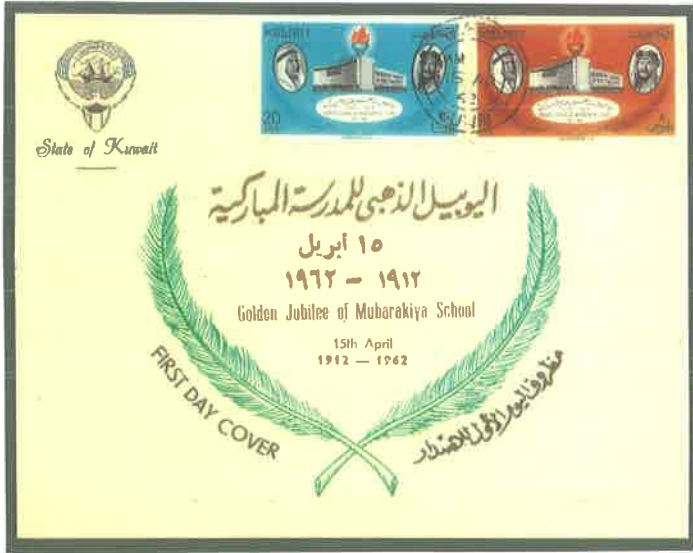 State of Kuwait
KUWAIT
20
اليوبيل الذهبي للمدرسة المباركية
١٥ أبريل
١٩١٢ – ١٩٦٢
Golden Jubilee of Mubarakiya School
15th April
1912 — 1962
FIRST DAY COVER
مظروف اليوم الأول للاصدار